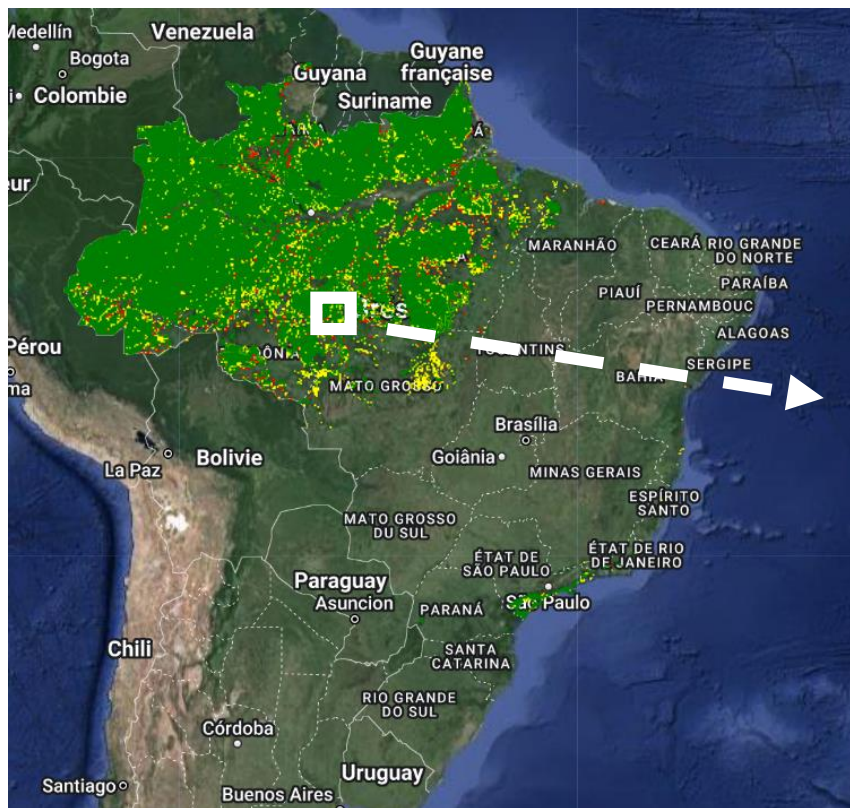 Medellín
Venezuela
Bogota
Colombie
Guyana
Guyane
française
Suriname
eur
MARANHÃO
CEARÁ
RIO GRANDE
DO NORTE
PARAÍBA
PIAUÍ
PERNAMBOUC
ALAGOAS
SERGIPE
BAHIA
Pérou
ma
MATO GROSSO
Brasília
La Paz
Bolivie
Goiânia
MINAS GERAIS
ESPÍRITO
SANTO
MATO GROSSO
DU SUL
ÉTAT DE
SÃO PAULO
ÉTAT DE RIO
DE JANEIRO
Paraguay
Asuncion
PARANÁ
São Paulo
Chili
SANTA
CATARINA
RIO GRANDE
DO SUL
Córdoba
Uruguay
Santiago
Buenos Aires